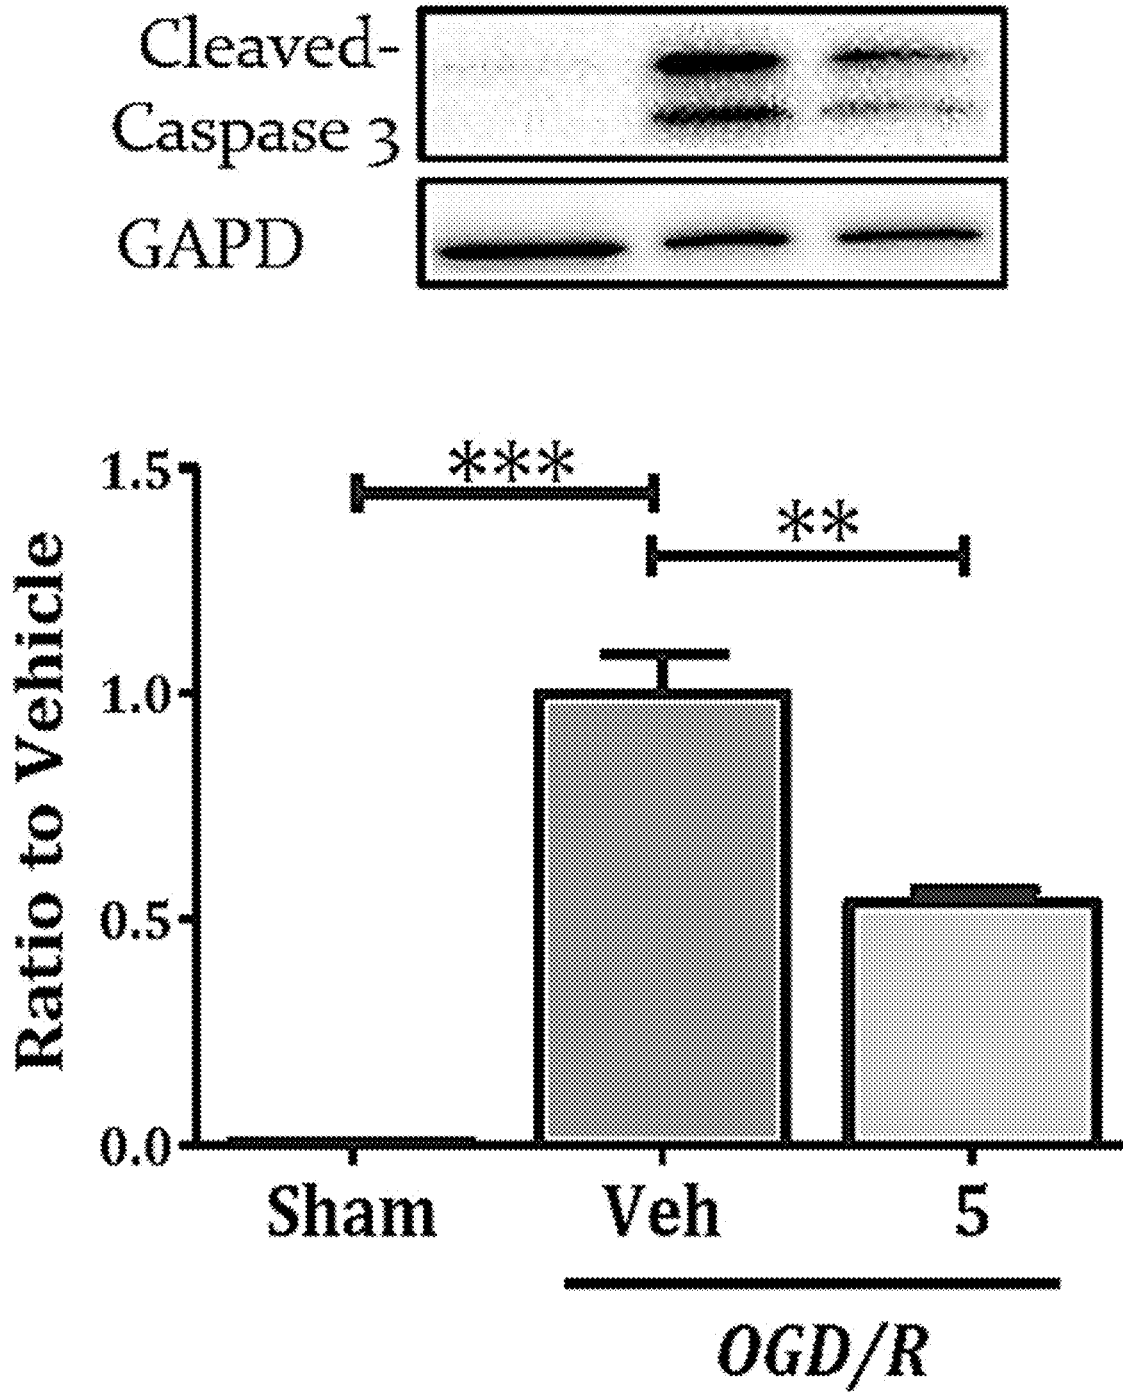 Cleaved-
Caspase 3
GAPD
***
**
1.5
1.0
0.5
0.0
Ratio to Vehicle
Sham Veh 5
OGD/R